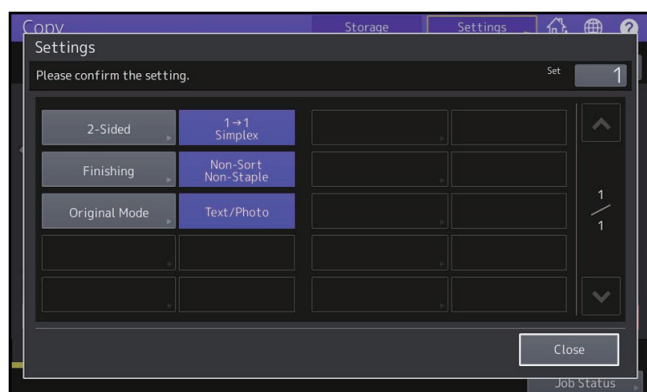 Copy
Storage
Settings
?
Settings
Please confirm the setting.
Set
1
2-Sided
1→1
Simplex
Finishing
Non-Sort
Non-Staple
Original Mode
Text/Photo
1
1
Close
Job Status